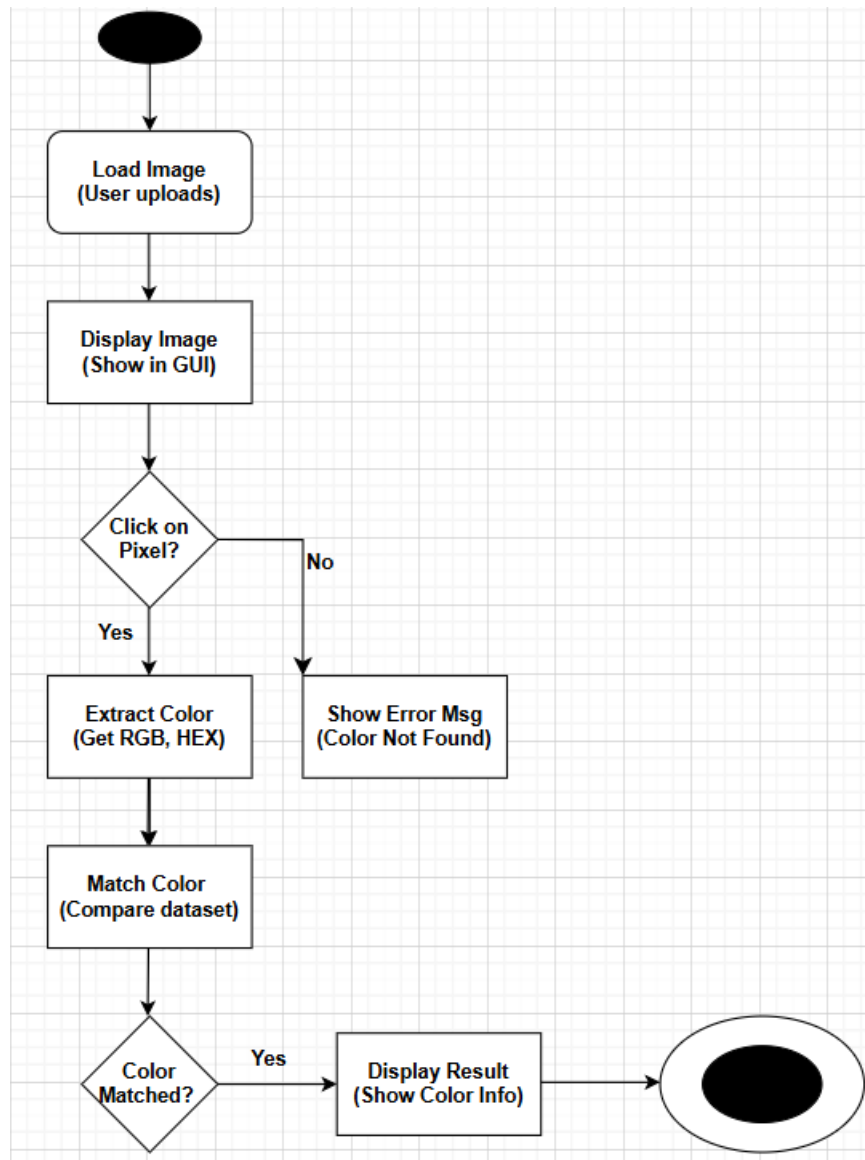 Load Image
(User uploads)
Display Image
(Show in GUI)
Click on
Pixel?
No
Yes
Extract Color
(Get RGB, HEX)
Show Error Msg
(Color Not Found)
Match Color
(Compare dataset)
Color
Matched?
Yes
Display Result
(Show Color Info)